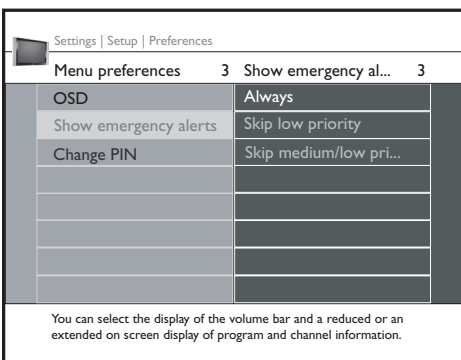 Settings | Setup | Preferences
Menu preferences 3 Show emergency al... 3
OSD Always
Show emergency alerts Skip low priority
Change PIN Skip medium/low pri...
You can select the display of the volume bar and a reduced or an
extended on screen display of program and channel information.